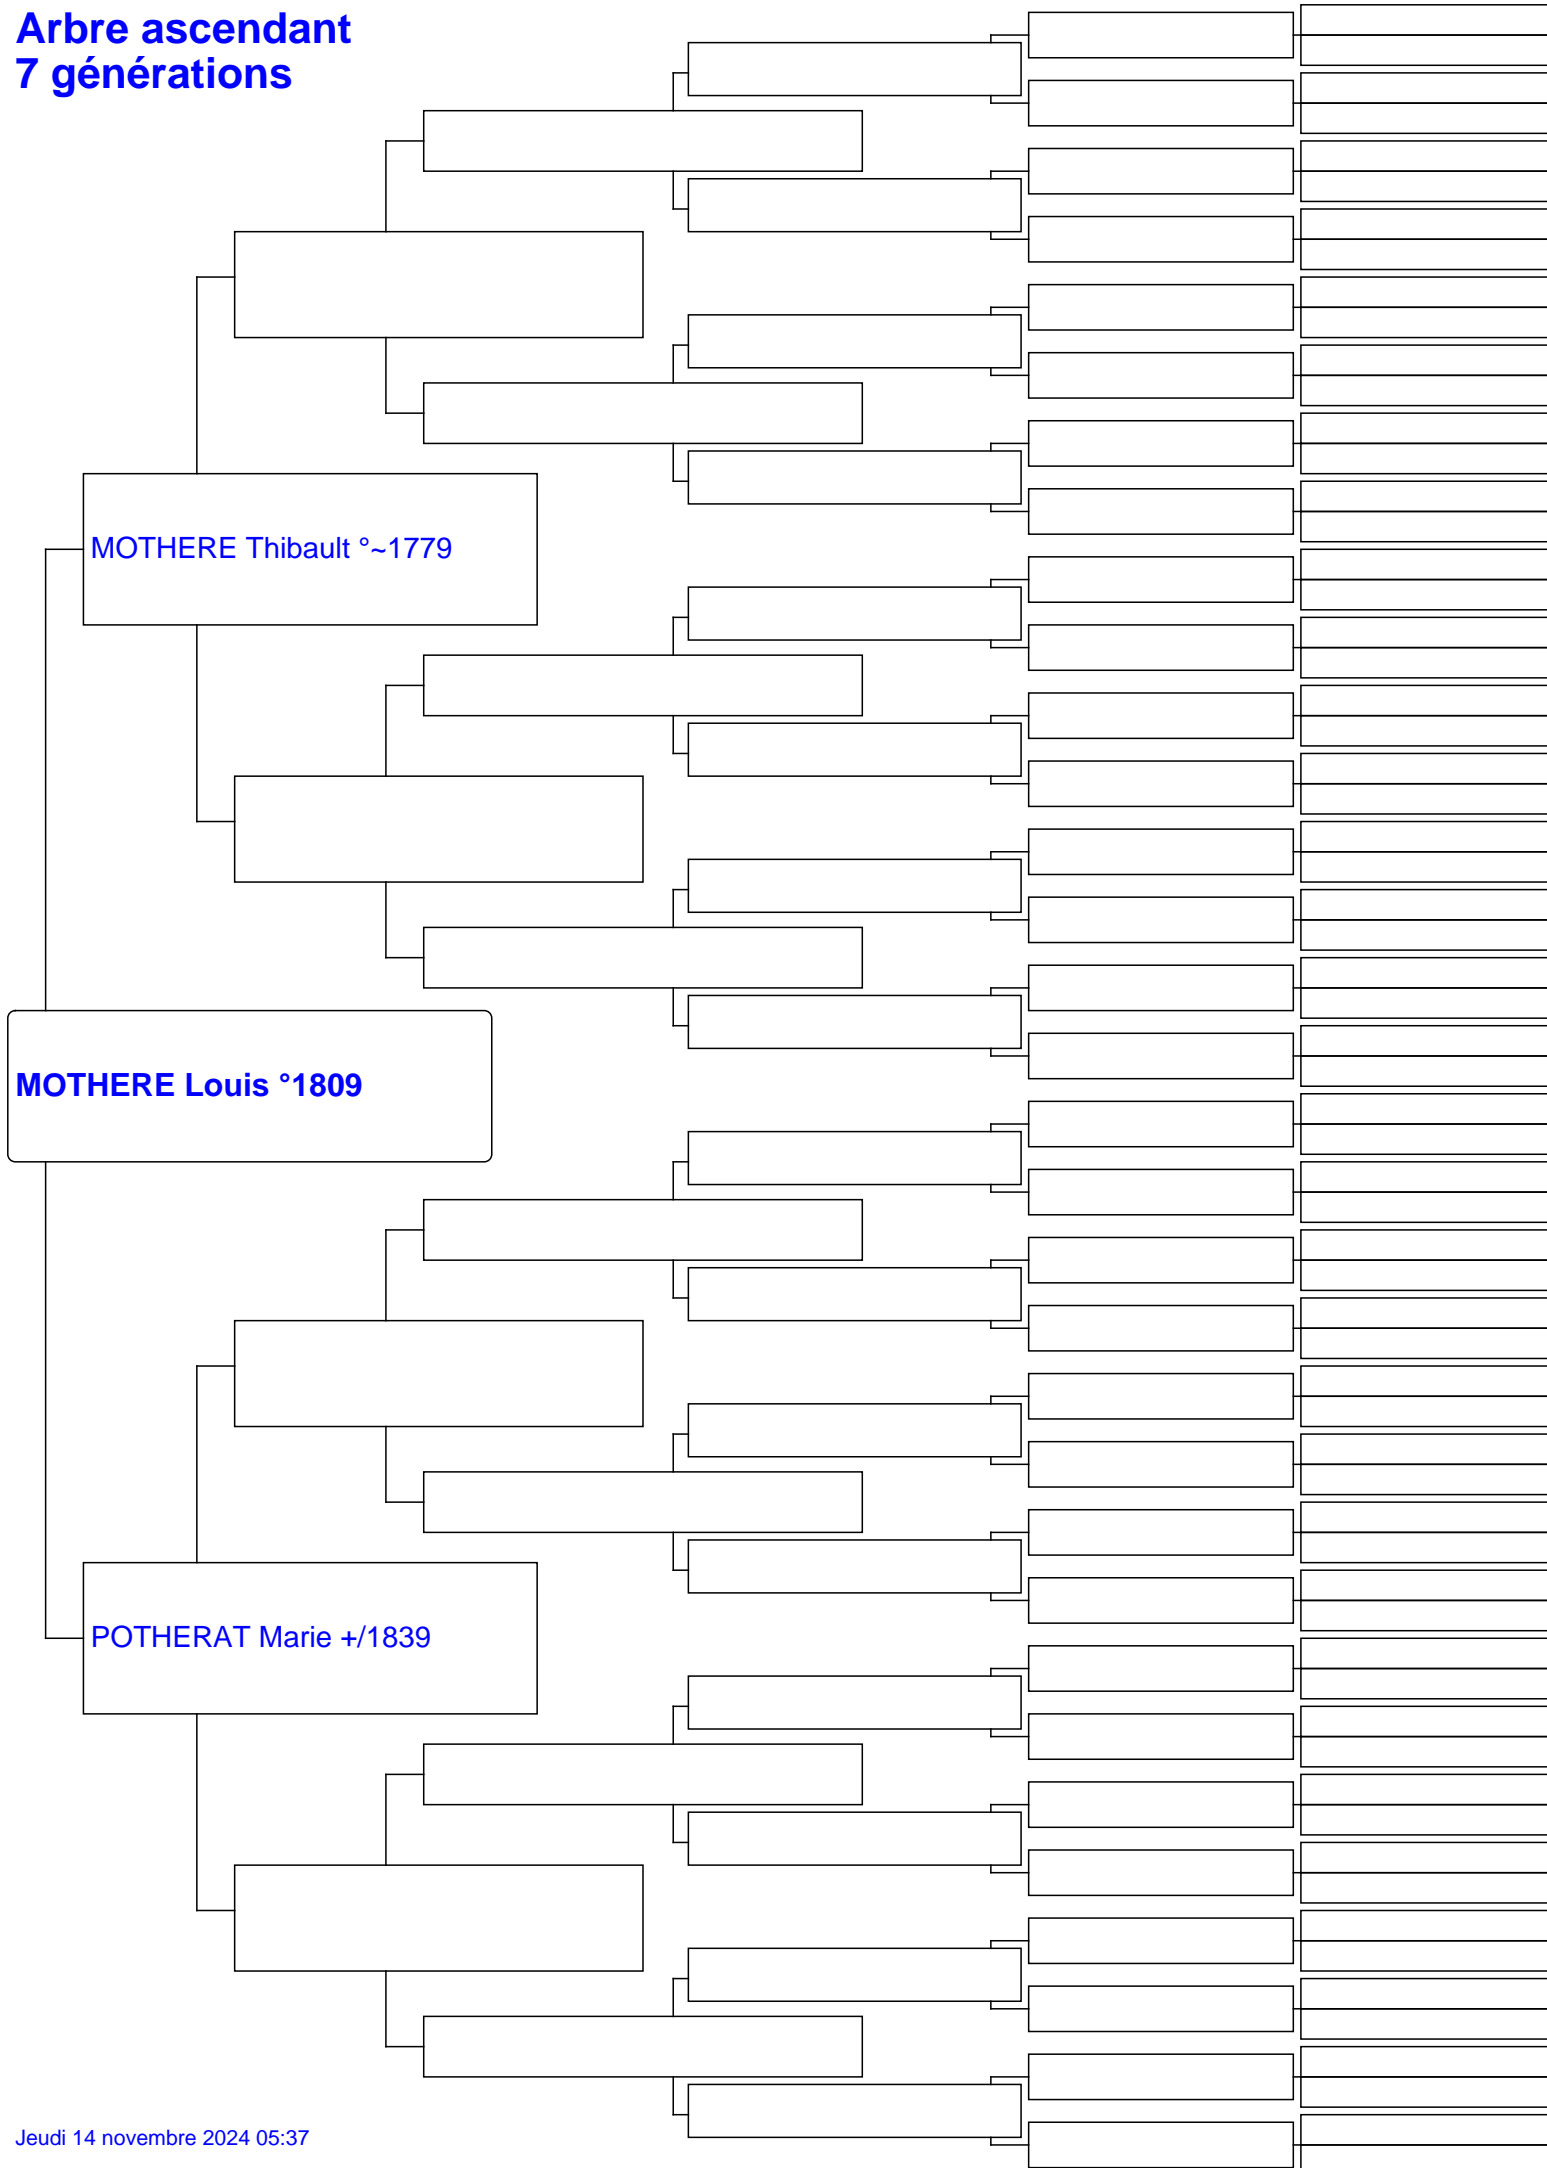 Arbre ascendant
7 générations
MOTHERE Thibault °~1779
MOTHERE Louis °1809
POTHERAT Marie +/1839
Jeudi 14 novembre 2024 05:37